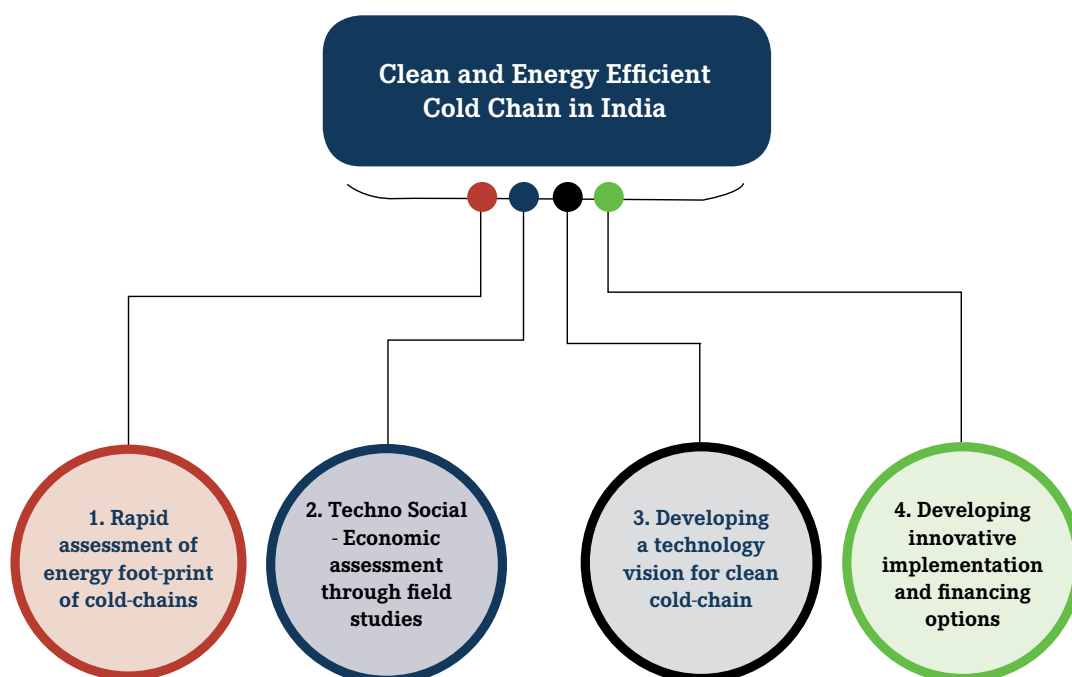 Clean and Energy Efficient
Cold Chain in India
1. Rapid
assessment of
energy foot-print
of cold-chains
2. Techno Social
- Economic
assessment
through field
studies
3. Developing
a technology
vision for clean
cold-chain
4. Developing
innovative
implementation
and financing
options